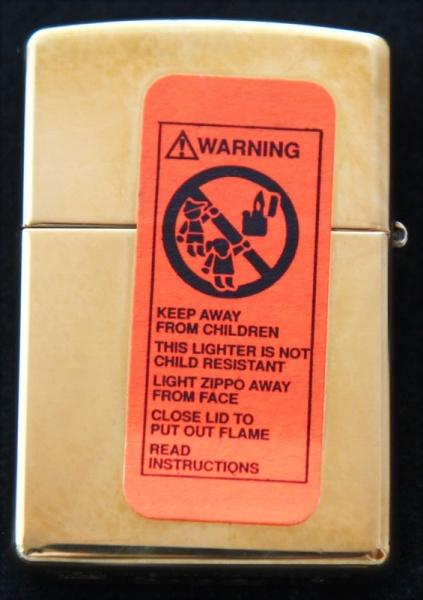 WARNING
KEEP AWAY
FROM CHILDREN
THIS LIGHTER IS NOT
CHILD RESISTANT
LIGHT ZIPPO AWAY
FROM FACE
CLOSE LID TO
PUT OUT FLAME
READ
INSTRUCTIONS